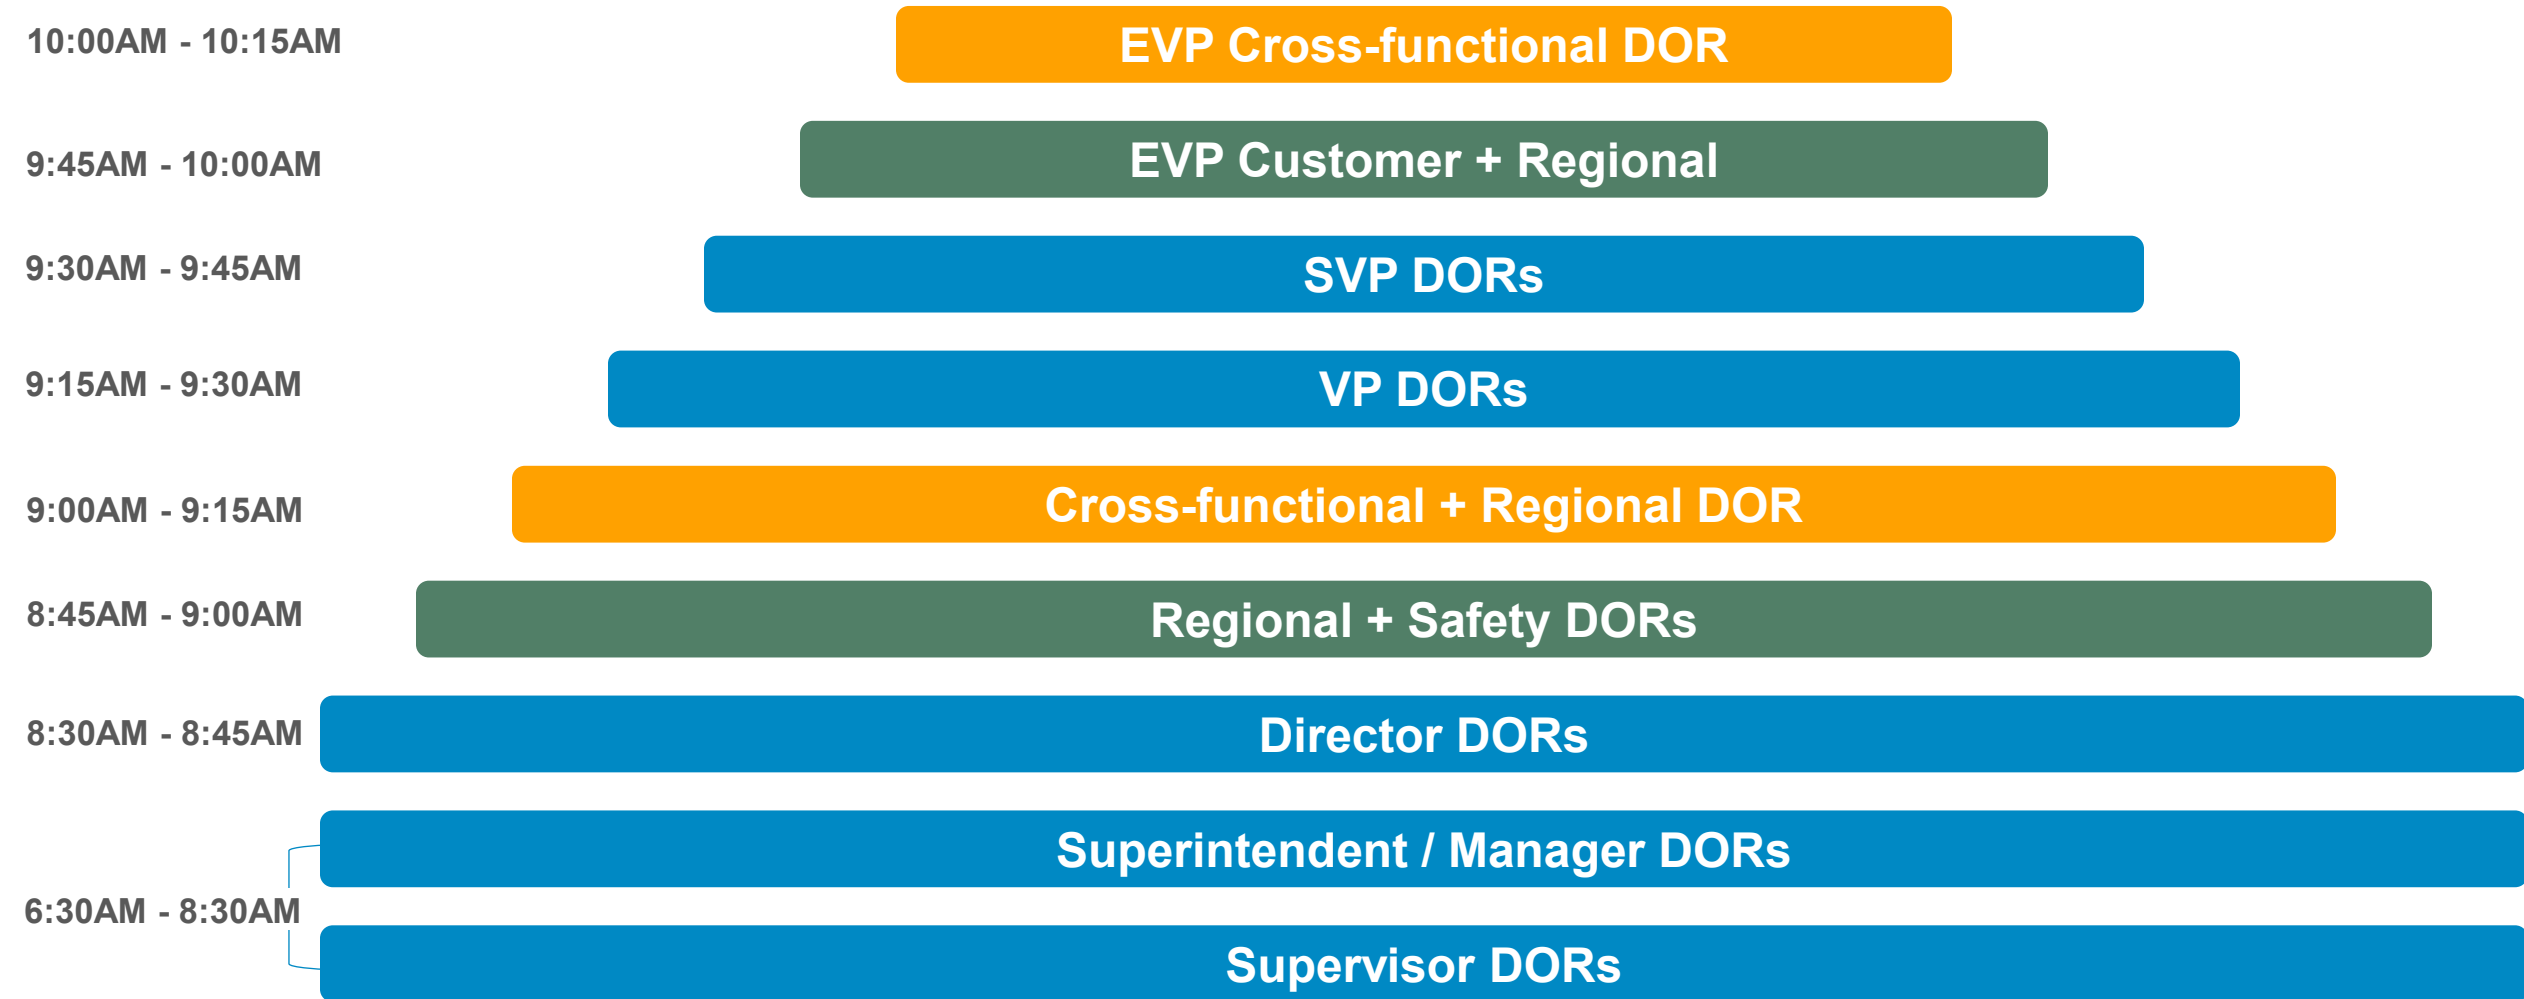 10:00AM - 10:15AM
EVP Cross-functional DOR
9:45AM - 10:00AM
EVP Customer + Regional
9:30AM - 9:45AM
SVP DORs
9:15AM - 9:30AM
VP DORs
9:00AM - 9:15AM
Cross-functional + Regional DOR
8:45AM - 9:00AM
Regional + Safety DORs
8:30AM - 8:45AM
Director DORs
Superintendent / Manager DORs
6:30AM - 8:30AM
Supervisor DORs